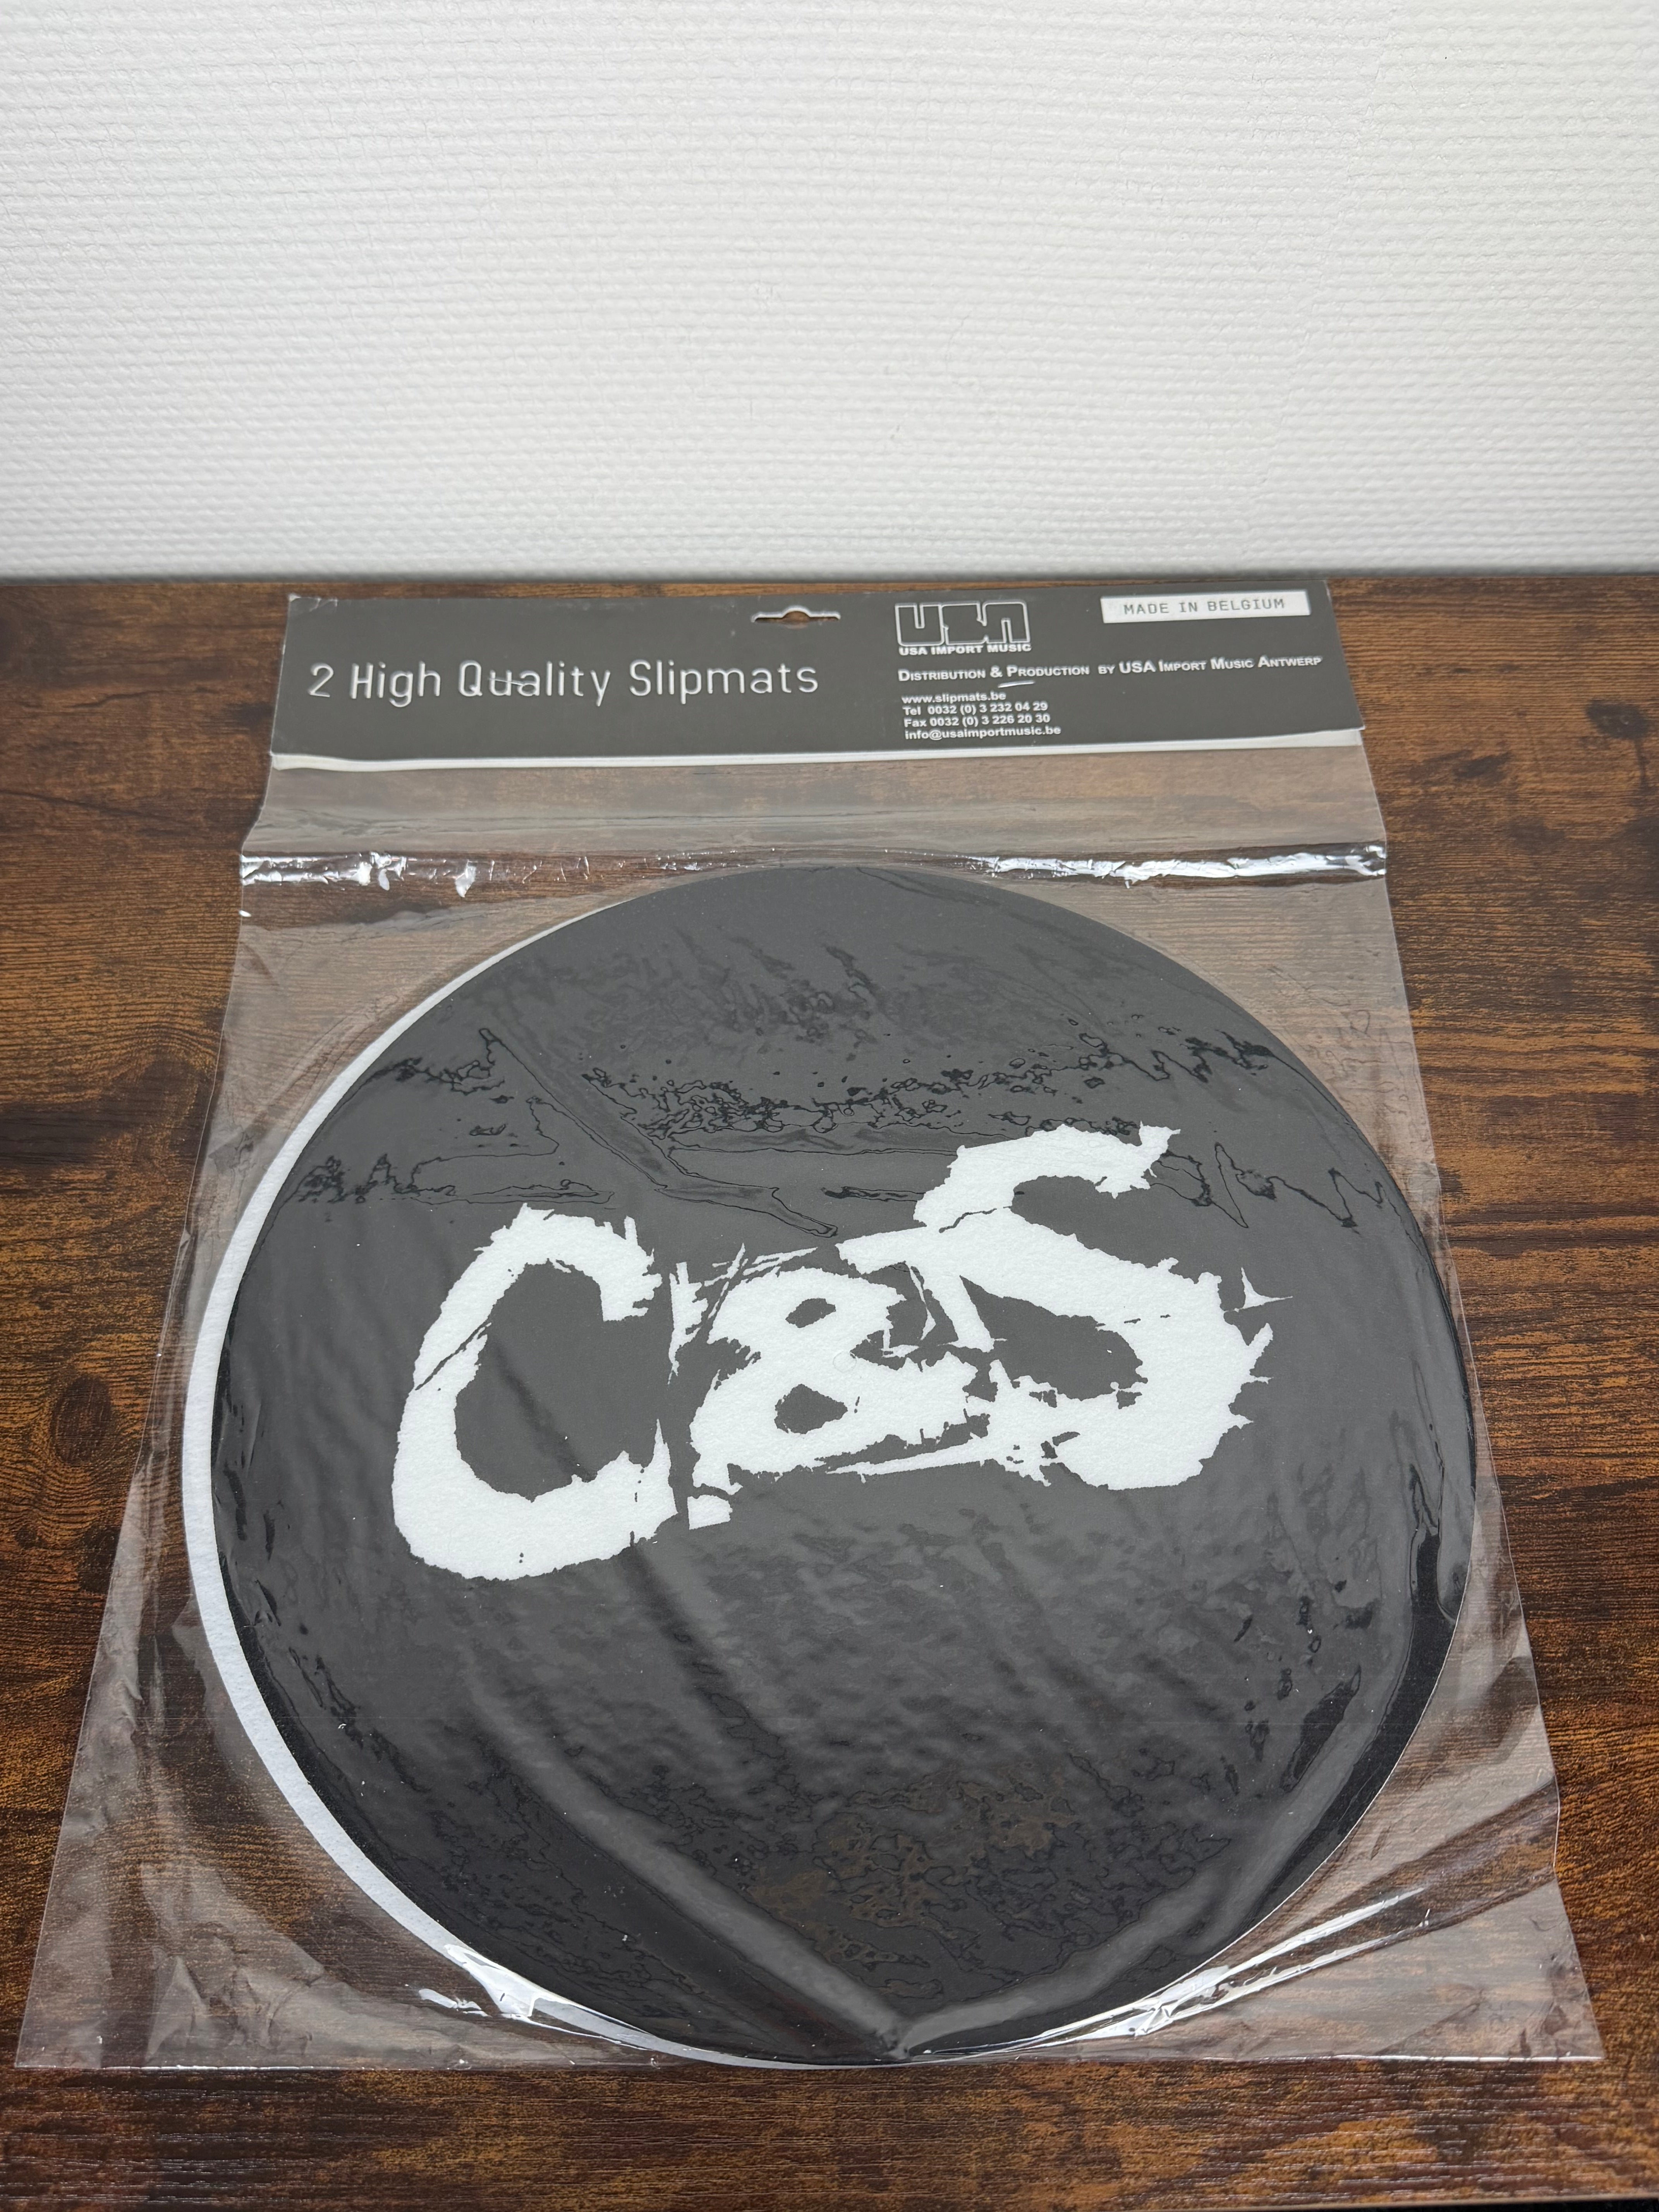 2 High Quality Slipmats
USA
USA IMPORT MUSIC
MADE IN BELGIUM
DISTRIBUTION & PRODUCTION BY USA IMPORT MUSIC ANTWERP
www.slipmats.be
Tel 0032 (0) 3 232 04 29
Fax 0032 (0) 3 226 20 30
info@usaimportmusic.be
C&S